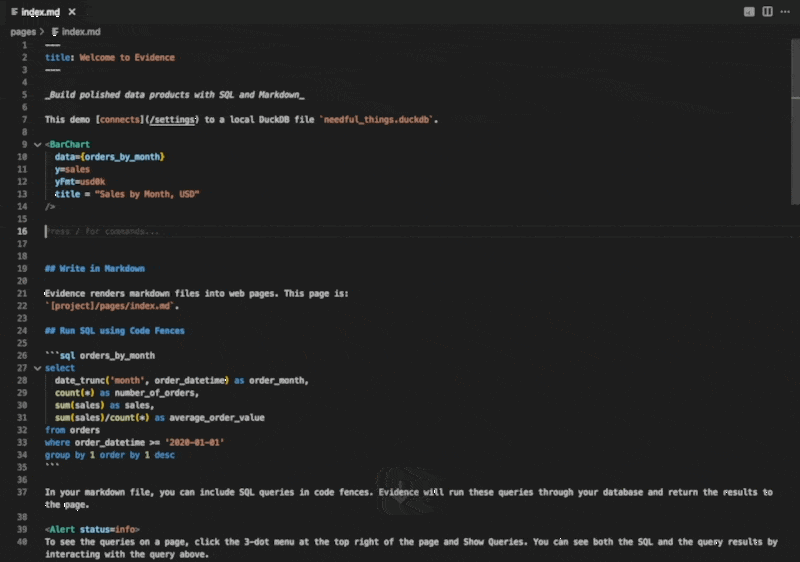 index.md
pages > index.md
1 ---
2 title: Welcome to Evidence
3 ---
4
5 _Build polished data products with SQL and Markdown_
6
7 This demo [connects](/settings) to a local DuckDB file `needful_things.duckdb`.
8
9 <BarChart
10 data={orders_by_month}
11 y=sales
12 yFmt=usd0k
13 title = "Sales by Month, USD"
14 />
15
16 Press / for commands...
17
18
19 ## Write in Markdown
20
21 Evidence renders markdown files into web pages. This page is:
22 `[project]/pages/index.md`.
23
24 ## Run SQL using Code Fences
25
26 ```sql orders_by_month
27 select
28 date_trunc('month', order_datetime) as order_month,
29 count(*) as number_of_orders,
30 sum(sales) as sales,
31 sum(sales)/count(*) as average_order_value
32 from orders
33 where order_datetime >= '2020-01-01'
34 group by 1 order by 1 desc
35 ```
36
37 In your markdown file, you can include SQL queries in code fences. Evidence will run these queries through your database and return the results to
the page.
38
39 <Alert status=info>
40 To see the queries on a page, click the 3-dot menu at the top right of the page and Show Queries. You can see both the SQL and the query results by
interacting with the query above.